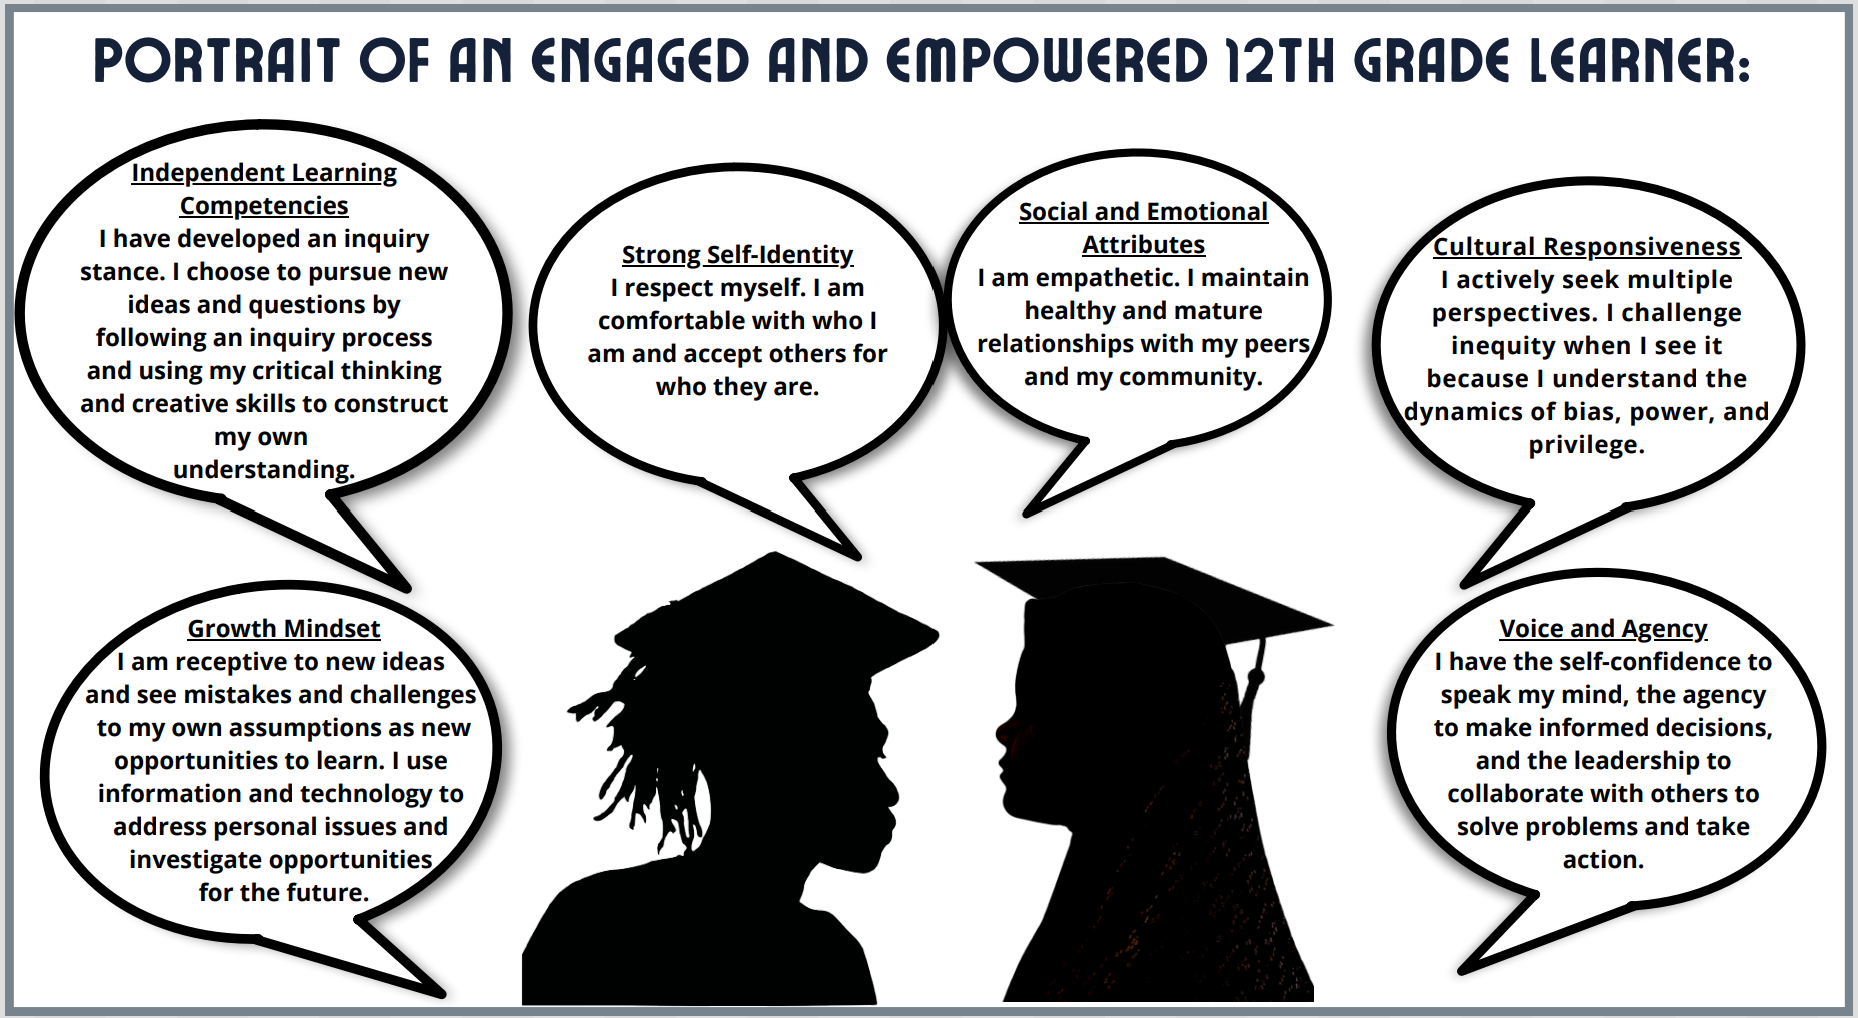 PORTRAIT OF AN ENGAGED AND EMPOWERED 12TH GRADE LEARNER:
Independent Learning
Competencies
I have developed an inquiry
stance. I choose to pursue new
ideas and questions by
following an inquiry process
and using my critical thinking
and creative skills to construct
my own
understanding.
Strong Self-Identity
I respect myself. I am
comfortable with who I
am and accept others for
who they are.
Social and Emotional
Attributes
I am empathetic. I maintain
healthy and mature
relationships with my peers
and my community.
Cultural Responsiveness
I actively seek multiple
perspectives. I challenge
inequity when I see it
because I understand the
dynamics of bias, power, and
privilege.
Growth Mindset
I am receptive to new ideas
and see mistakes and challenges
to my own assumptions as new
opportunities to learn. I use
information and technology to
address personal issues and
investigate opportunities
for the future.
Voice and Agency
I have the self-confidence to
speak my mind, the agency
to make informed decisions,
and the leadership to
collaborate with others to
solve problems and take
action.